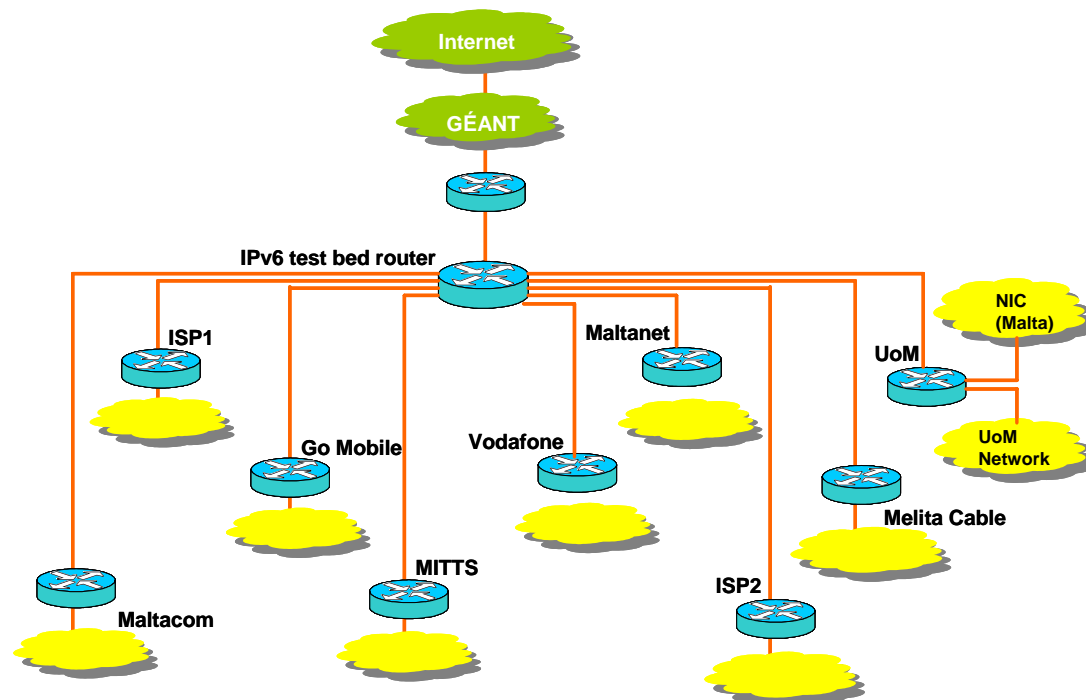 Internet
GÉANT
IPv6 test bed router
ISP1
Maltanet
NIC
(Malta)
UoM
Go Mobile
Vodafone
UoM
Network
Melita Cable
MITTS
ISP2
Maltacom